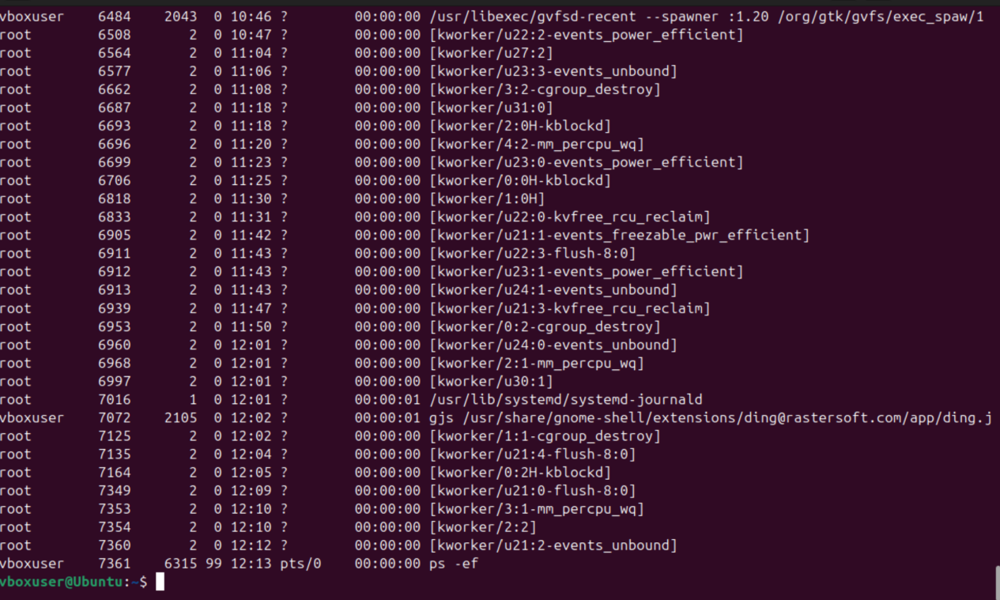 vboxuser 6484 2043 0 10:46 ? 00:00:00 /usr/libexec/gvfsd-recent --spawner :1.20 /org/gtk/gvfs/exec_spaw/1
root 6508 2 0 10:47 ? 00:00:00 [kworker/u22:2-events_power_efficient]
root 6564 2 0 11:04 ? 00:00:00 [kworker/u27:2]
root 6577 2 0 11:06 ? 00:00:00 [kworker/u23:3-events_unbound]
root 6662 2 0 11:08 ? 00:00:00 [kworker/3:2-cgroup_destroy]
root 6687 2 0 11:18 ? 00:00:00 [kworker/u31:0]
root 6693 2 0 11:18 ? 00:00:00 [kworker/2:0H-kblockd]
root 6696 2 0 11:20 ? 00:00:00 [kworker/4:2-mm_percpu_wq]
root 6699 2 0 11:23 ? 00:00:00 [kworker/u23:0-events_power_efficient]
root 6706 2 0 11:25 ? 00:00:00 [kworker/0:0H-kblockd]
root 6818 2 0 11:30 ? 00:00:00 [kworker/1:0H]
root 6833 2 0 11:31 ? 00:00:00 [kworker/u22:0-kvfree_rcu_reclaim]
root 6905 2 0 11:42 ? 00:00:00 [kworker/u21:1-events_freezable_pwr_efficient]
root 6911 2 0 11:43 ? 00:00:00 [kworker/u22:3-flush-8:0]
root 6912 2 0 11:43 ? 00:00:00 [kworker/u23:1-events_power_efficient]
root 6913 2 0 11:43 ? 00:00:00 [kworker/u24:1-events_unbound]
root 6939 2 0 11:47 ? 00:00:00 [kworker/u21:3-kvfree_rcu_reclaim]
root 6953 2 0 11:50 ? 00:00:00 [kworker/0:2-cgroup_destroy]
root 6960 2 0 12:01 ? 00:00:00 [kworker/u24:0-events_unbound]
root 6968 2 0 12:01 ? 00:00:00 [kworker/2:1-mm_percpu_wq]
root 6997 2 0 12:01 ? 00:00:00 [kworker/u30:1]
root 7016 1 0 12:01 ? 00:00:01 /usr/lib/systemd/systemd-journald
vboxuser 7072 2105 0 12:02 ? 00:00:01 gjs /usr/share/gnome-shell/extensions/ding@rastersoft.com/app/ding.j
root 7125 2 0 12:02 ? 00:00:00 [kworker/1:1-cgroup_destroy]
root 7135 2 0 12:04 ? 00:00:00 [kworker/u21:4-flush-8:0]
root 7164 2 0 12:05 ? 00:00:00 [kworker/0:2H-kblockd]
root 7349 2 0 12:09 ? 00:00:00 [kworker/u21:0-flush-8:0]
root 7353 2 0 12:10 ? 00:00:00 [kworker/3:1-mm_percpu_wq]
root 7354 2 0 12:10 ? 00:00:00 [kworker/2:2]
root 7360 2 0 12:12 ? 00:00:00 [kworker/u21:2-events_unbound]
vboxuser 7361 6315 99 12:13 pts/0 00:00:00 ps -ef
vboxuser@Ubuntu:~$